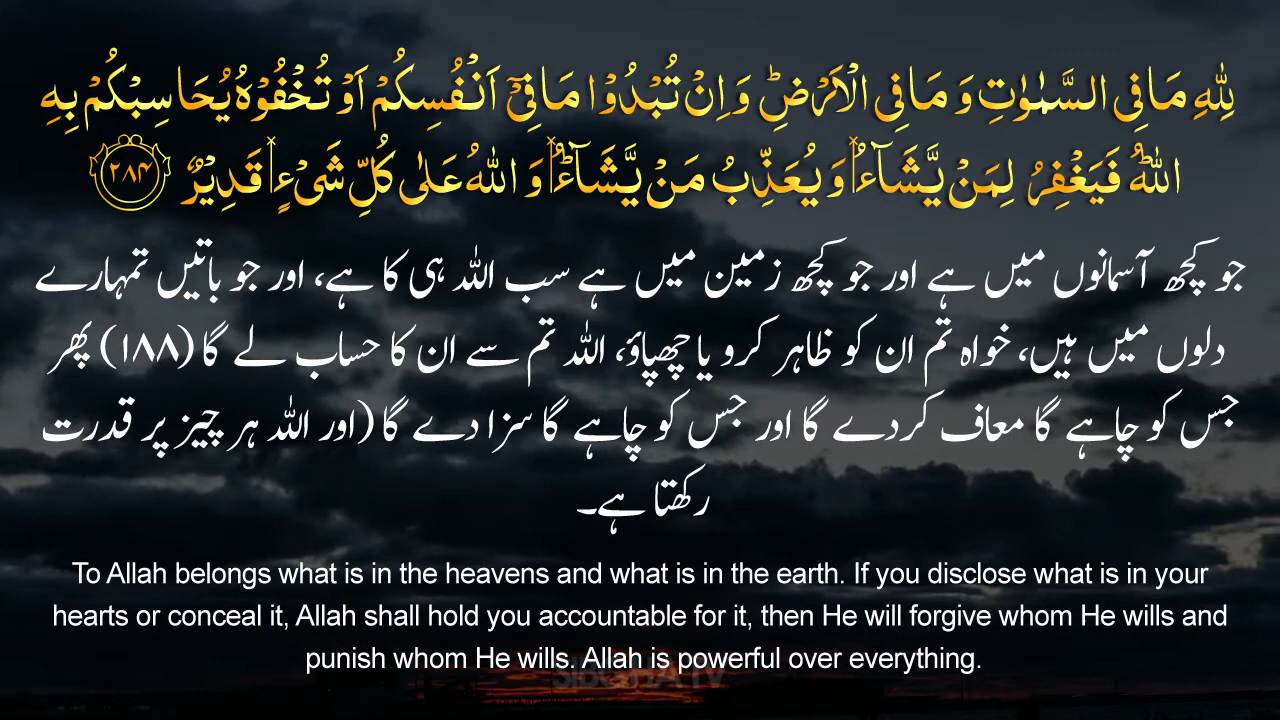 لِلّٰهِ مَا فِى السَّمٰوٰتِ وَ مَا فِى الْاَرْضِؕ وَ اِنْ تُبْدُوْا مَا فِىْۤ اَنْفُسِكُمْ اَوْ تُخْفُوْهُ يُحَاسِبْكُمْ بِهِ
اللّٰهُؕ فَيَغْفِرُ لِمَنْ يَّشَآءُ وَ يُعَذِّبُ مَنْ يَّشَآءُؕ وَ اللّٰهُ عَلٰى كُلِّ شَىْءٍ قَدِيْرٌ ۲۸۴
جو کچھ آسمانوں میں ہے اور جو کچھ زمین میں ہے سب اللہ ہی کا ہے، اور جو باتیں تمہارے
دلوں میں ہیں، خواہ تم ان کو ظاہر کرو یا چھپاؤ، اللہ تم سے ان کا حساب لے گا (۱۸۸) پھر
جس کو چاہے گا معاف کردے گا اور جس کو چاہے گا سزا دے گا (اور اللہ ہر چیز پر قدرت
رکھتا ہے۔
To Allah belongs what is in the heavens and what is in the earth. If you disclose what is in your
hearts or conceal it, Allah shall hold you accountable for it, then He will forgive whom He wills and
punish whom He wills. Allah is powerful over everything.
SIBGHA TV